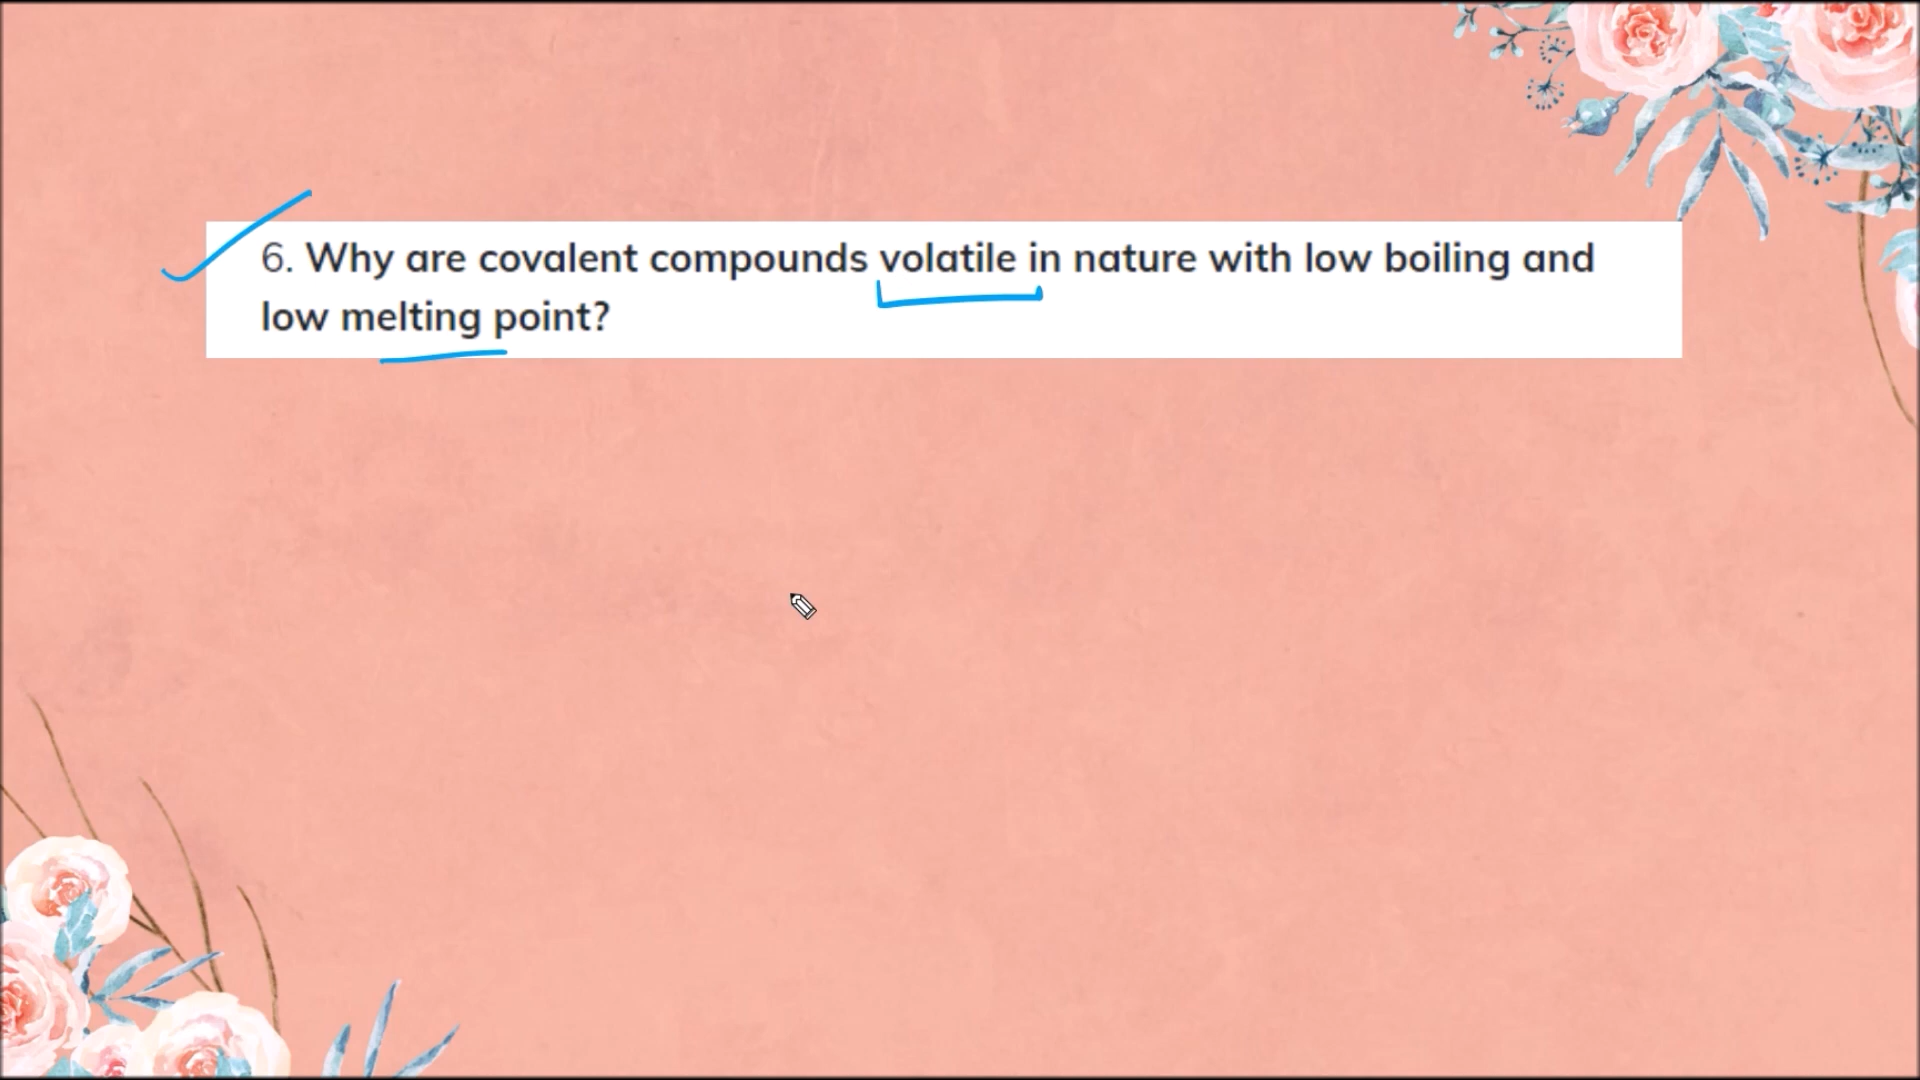 6. Why are covalent compounds volatile in nature with low boiling and
low melting point?